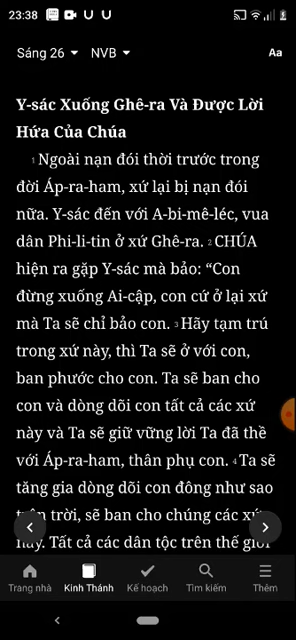 23:38
Sáng 26 NVB Aa
Y-sác Xuống Ghê-ra Và Được Lời
Hứa Của Chúa
1 Ngoài nạn đói thời trước trong
đời Áp-ra-ham, xứ lại bị nạn đói
nữa. Y-sác đến với A-bi-mê-léc, vua
dân Phi-li-tin ở xứ Ghê-ra. 2 CHÚA
hiện ra gặp Y-sác mà bảo: “Con
đừng xuống Ai-cập, con cứ ở lại xứ
mà Ta sẽ chỉ bảo con. 3 Hãy tạm trú
trong xứ này, thì Ta sẽ ở với con,
ban phước cho con. Ta sẽ ban cho
con và dòng dõi con tất cả các xứ
này và Ta sẽ giữ vững lời Ta đã thề
với Áp-ra-ham, thân phụ con. 4 Ta sẽ
tăng gia dòng dõi con đông như sao
trên trời, sẽ ban cho chúng các xứ
này. Tất cả các dân tộc trên thế giới
Trang nhà Kinh Thánh Kế hoạch Tìm kiếm Thêm